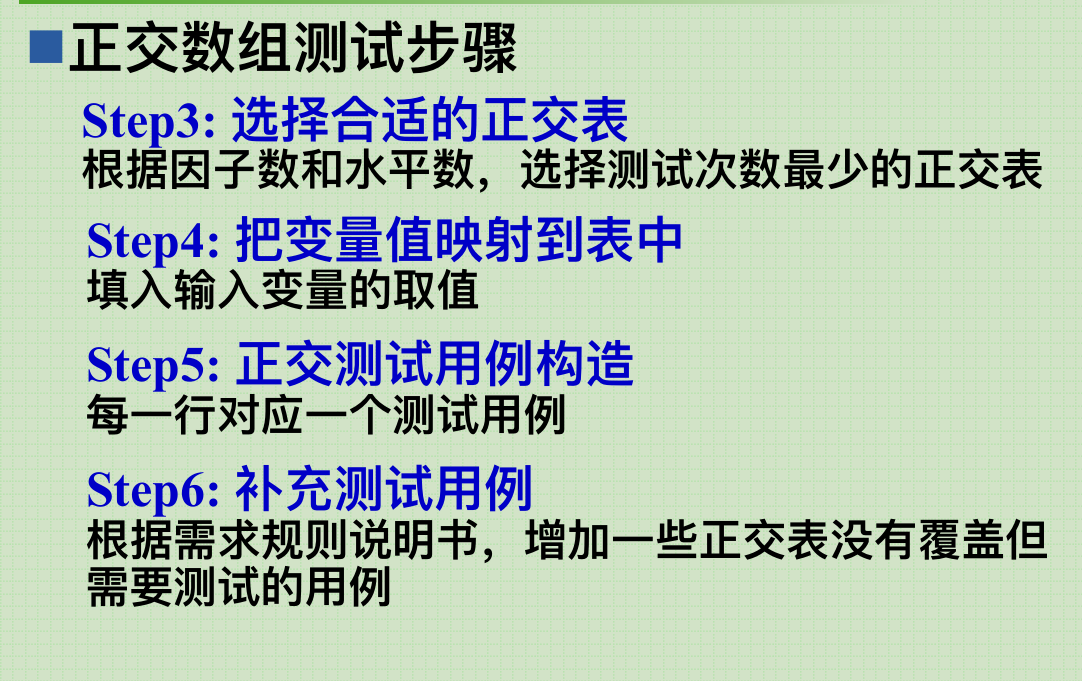 正交数组测试步骤
Step3: 选择合适的正交表
根据因子数和水平数，选择测试次数最少的正交表
Step4: 把变量值映射到表中
填入输入变量的取值
Step5: 正交测试用例构造
每一行对应一个测试用例
Step6: 补充测试用例
根据需求规则说明书，增加一些正交表没有覆盖但
需要测试的用例